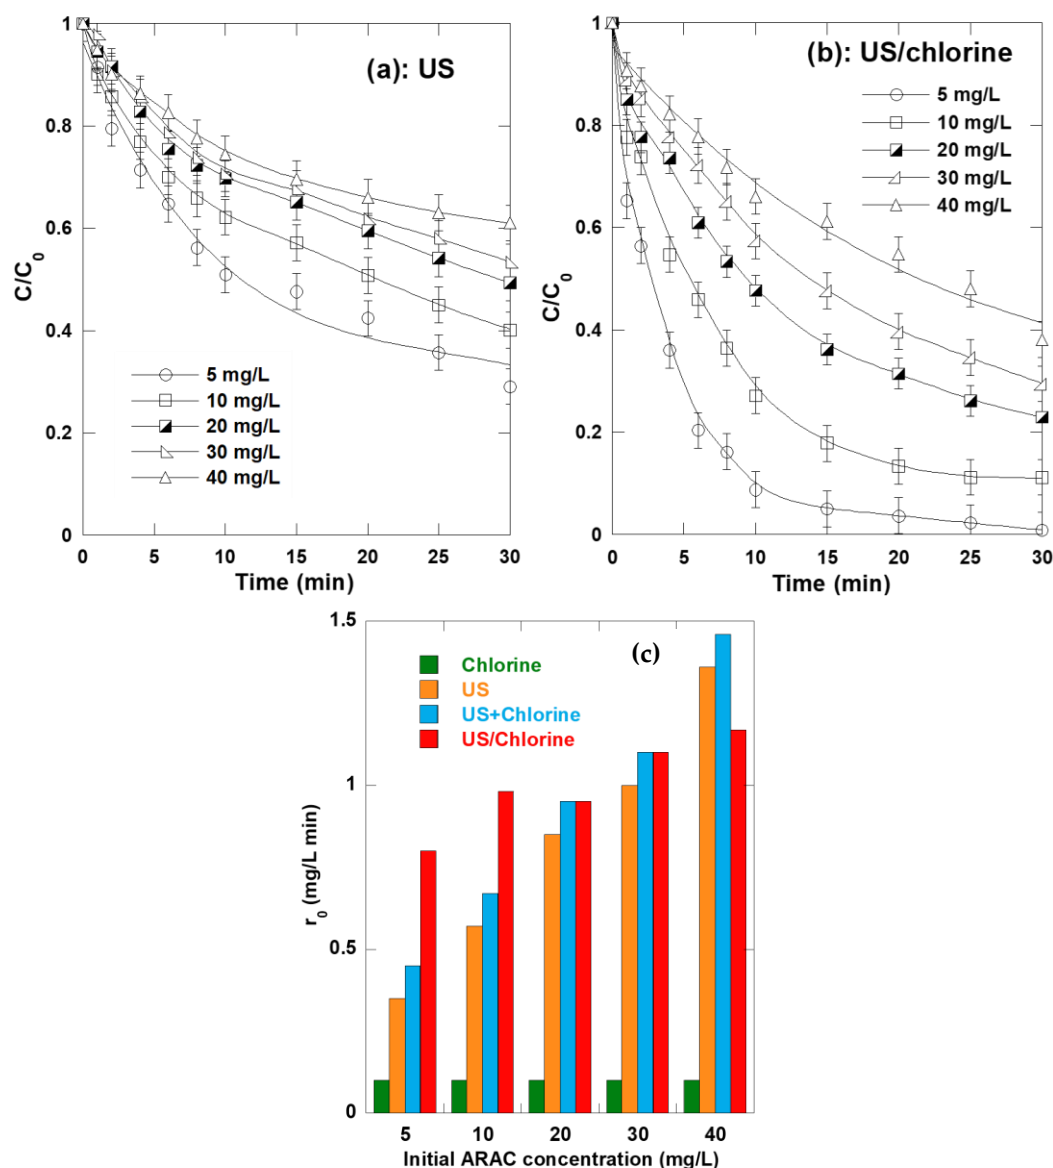 (a): US
1
0.8
0.6
0.4
0.2
0
C/C0
5 mg/L
10 mg/L
20 mg/L
30 mg/L
40 mg/L
0 5 10 15 20 25 30
Time (min)
(b): US/chlorine
5 mg/L
10 mg/L
20 mg/L
30 mg/L
40 mg/L
1
0.8
0.6
0.4
0.2
0
C/C0
0 5 10 15 20 25 30
Time (min)
(c)
1.5
1
0.5
0
r0 (mg/L min)
Chlorine
US
US+Chlorine
US/Chlorine
5 10 20 30 40
Initial ARAC concentration (mg/L)